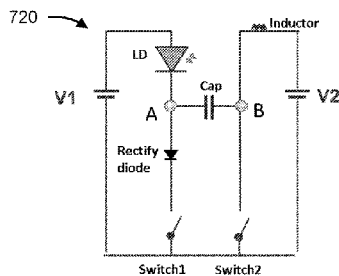 720
Inductor
LD
V1
Cap
V2
A
B
Rectify
diode
Switch1
Switch2